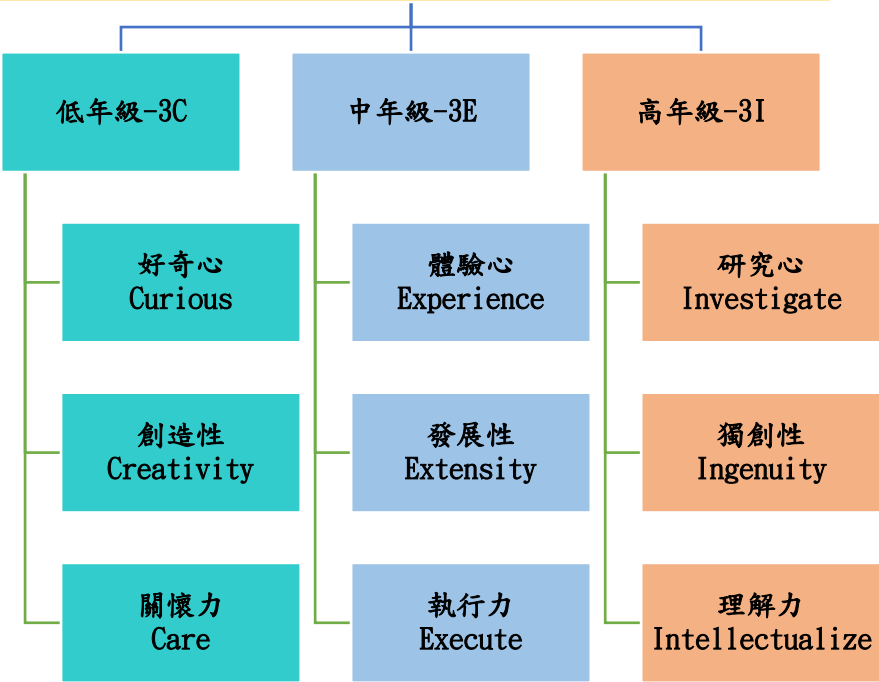 低年級-3C
好奇心
Curious
創造性
Creativity
關懷力
Care
中年級-3E
體驗心
Experience
發展性
Extensity
執行力
Execute
高年級-3I
研究心
Investigate
獨創性
Ingenuity
理解力
Intellectualize